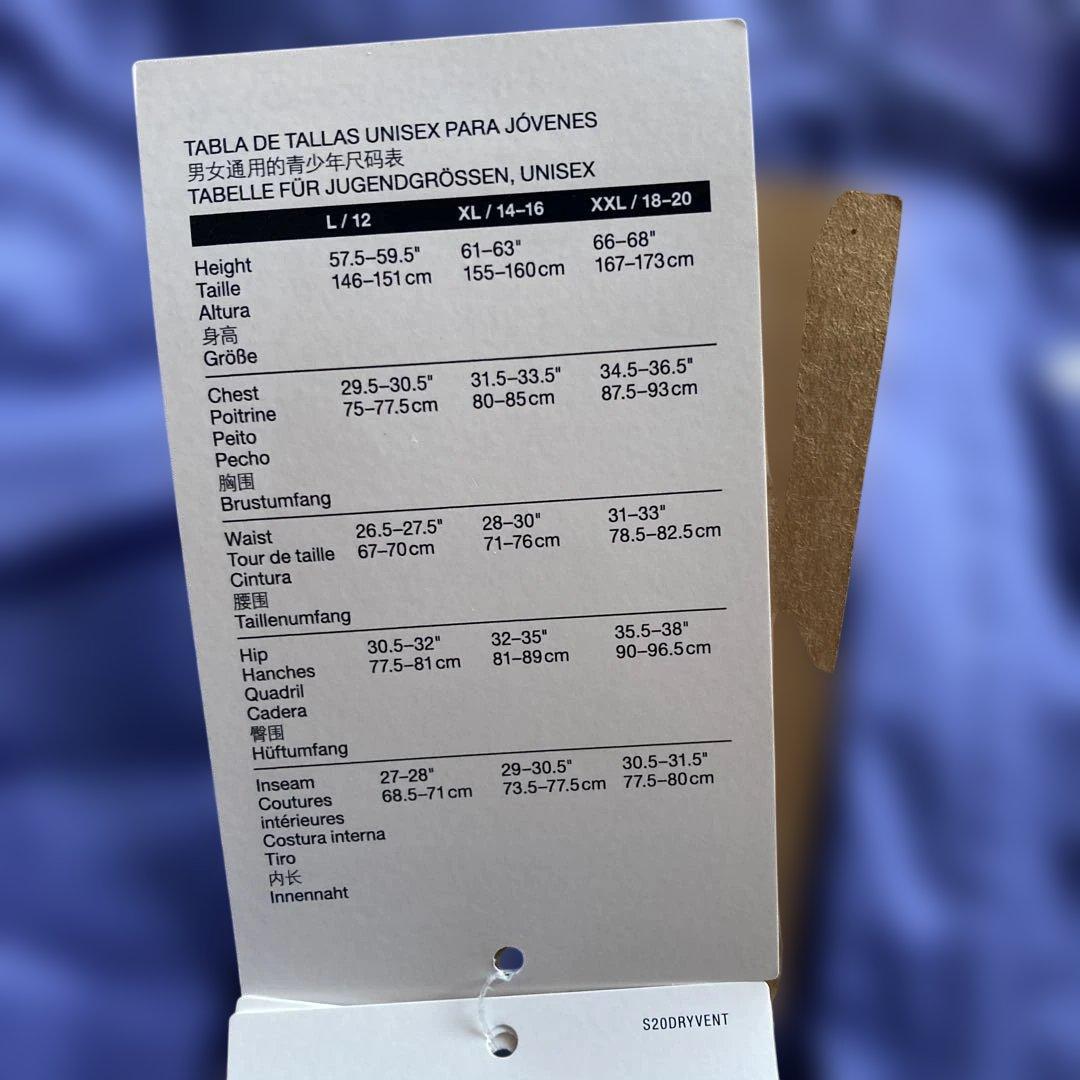 TABLA DE TALLAS UNISEX PARA JÓVENES
男女通用的青少年尺码表
TABELLE FÜR JUGENDGRÖSSEN, UNISEX
L / 12 XL / 14–16 XXL / 18–20
Height 57.5–59.5" 61–63" 66–68"
Taille 146–151 cm 155–160 cm 167–173 cm
Altura
身高
Größe
Chest 29.5–30.5" 31.5–33.5" 34.5–36.5"
Poitrine 75–77.5 cm 80–85 cm 87.5–93 cm
Peito
Pecho
胸围
Brustumfang
Waist 26.5–27.5" 28–30" 31–33"
Tour de taille 67–70 cm 71–76 cm 78.5–82.5 cm
Cintura
腰围
Taillenumfang
Hip 30.5–32" 32–35" 35.5–38"
Hanches 77.5–81 cm 81–89 cm 90–96.5 cm
Quadril
Cadera
臀围
Hüftumfang
Inseam 27–28" 29–30.5" 30.5–31.5"
Coutures 68.5–71 cm 73.5–77.5 cm 77.5–80 cm
intérieures
Costura interna
Tiro
内长
Innennaht
S20DRYVENT